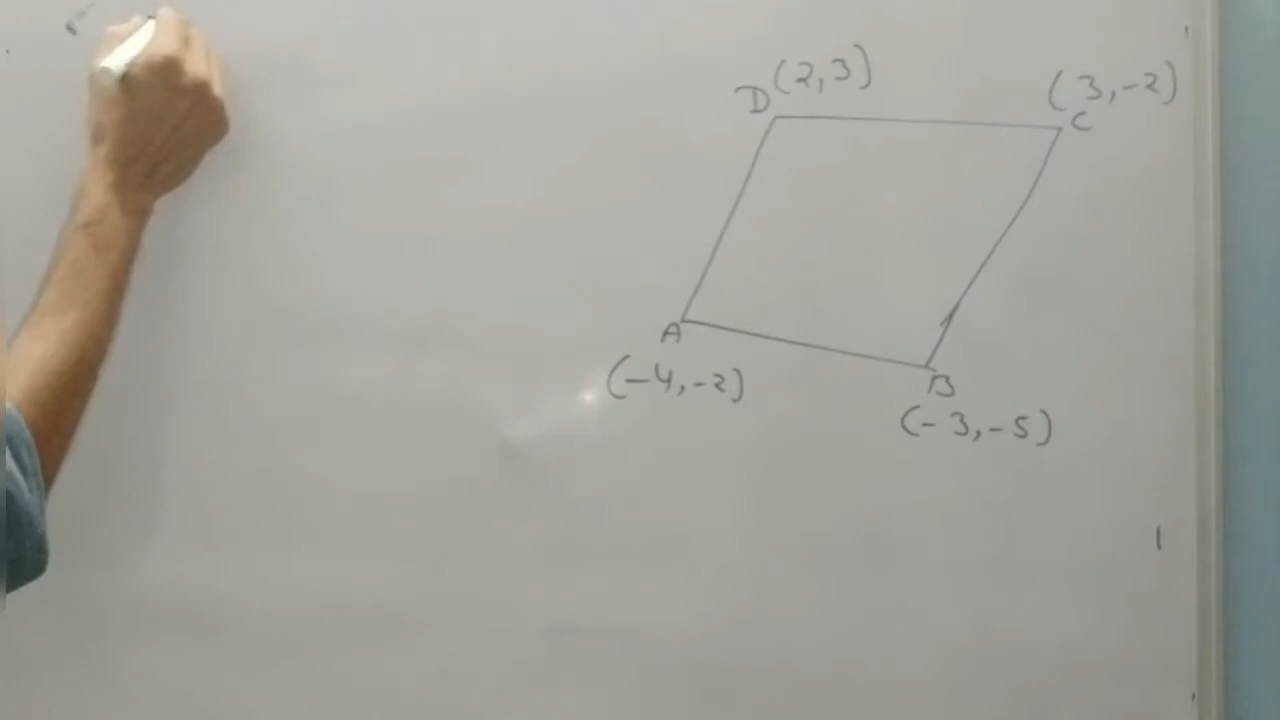 D (2,3)
(3,-2)
C
A
(-4,-2)
B
(-3,-5)